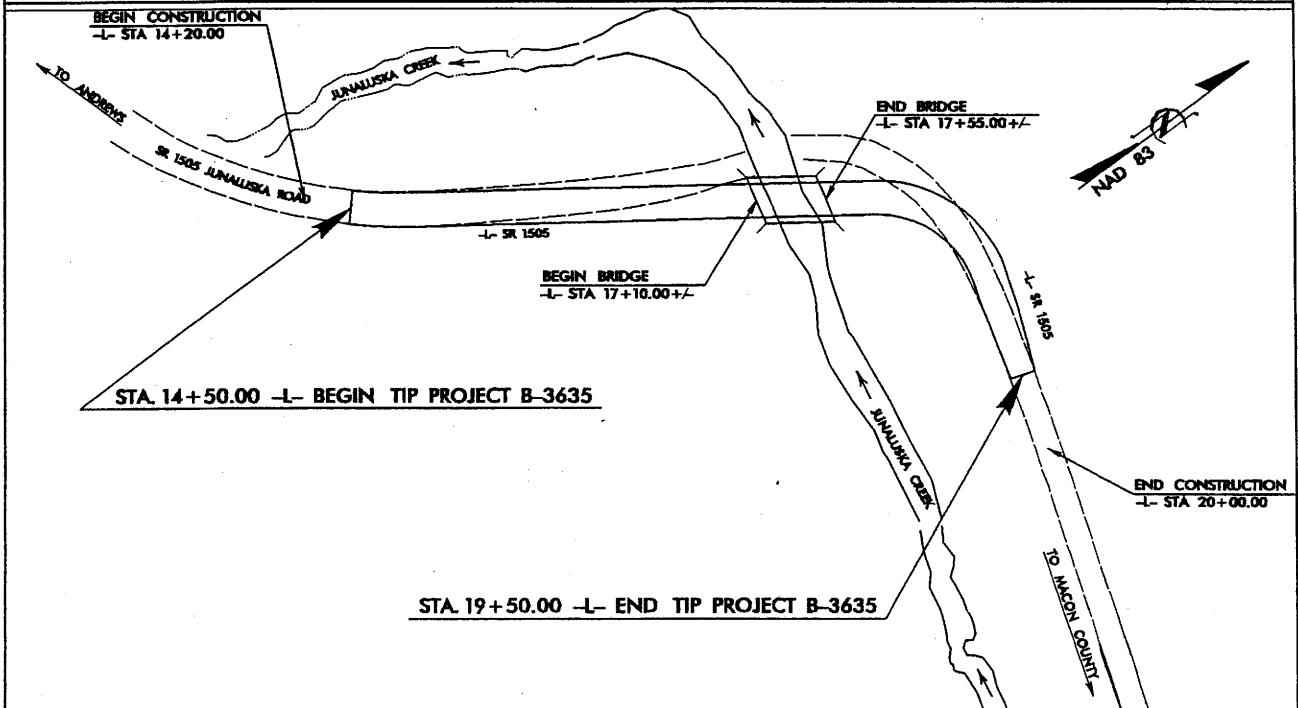 BEGIN CONSTRUCTION
-L- STA 14+20.00
TO ANDREWS
JUNALUSKA CREEK
SR 1505 JUNALUSKA ROAD
END BRIDGE
-L- STA 17+55.00+/-
NAD 83
-L- SR 1505
BEGIN BRIDGE
-L- STA 17+10.00+/-
-L- SR 1505
STA. 14+50.00 -L- BEGIN TIP PROJECT B-3635
JUNALUSKA CREEK
END CONSTRUCTION
-L- STA 20+00.00
TO MACON COUNTY
STA. 19+50.00 -L- END TIP PROJECT B-3635